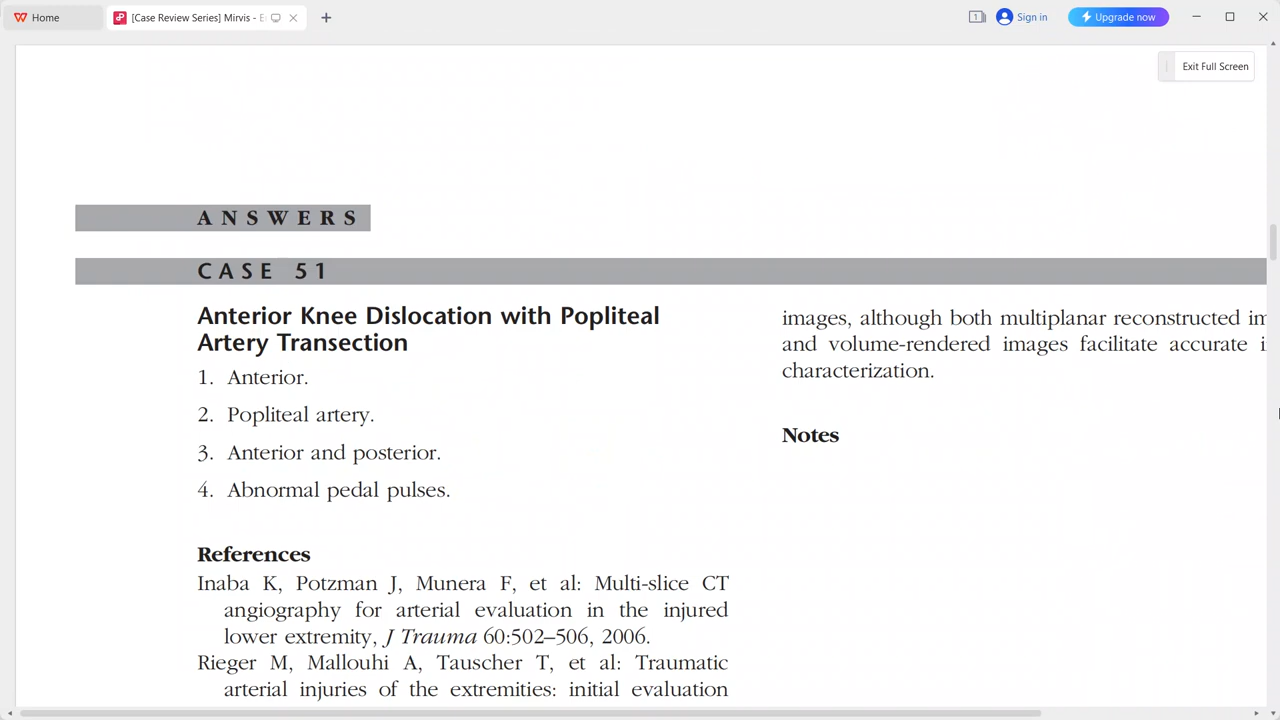 Home
[Case Review Series] Mirvis - E
1
Sign in
Upgrade now
Exit Full Screen
ANSWERS
CASE 51
Anterior Knee Dislocation with Popliteal
Artery Transection
1. Anterior.
2. Popliteal artery.
3. Anterior and posterior.
4. Abnormal pedal pulses.
References
Inaba K, Potzman J, Munera F, et al: Multi-slice CT
angiography for arterial evaluation in the injured
lower extremity, J Trauma 60:502–506, 2006.
Rieger M, Mallouhi A, Tauscher T, et al: Traumatic
arterial injuries of the extremities: initial evaluation
images, although both multiplanar reconstructed
and volume-rendered images facilitate accurate
characterization.
Notes